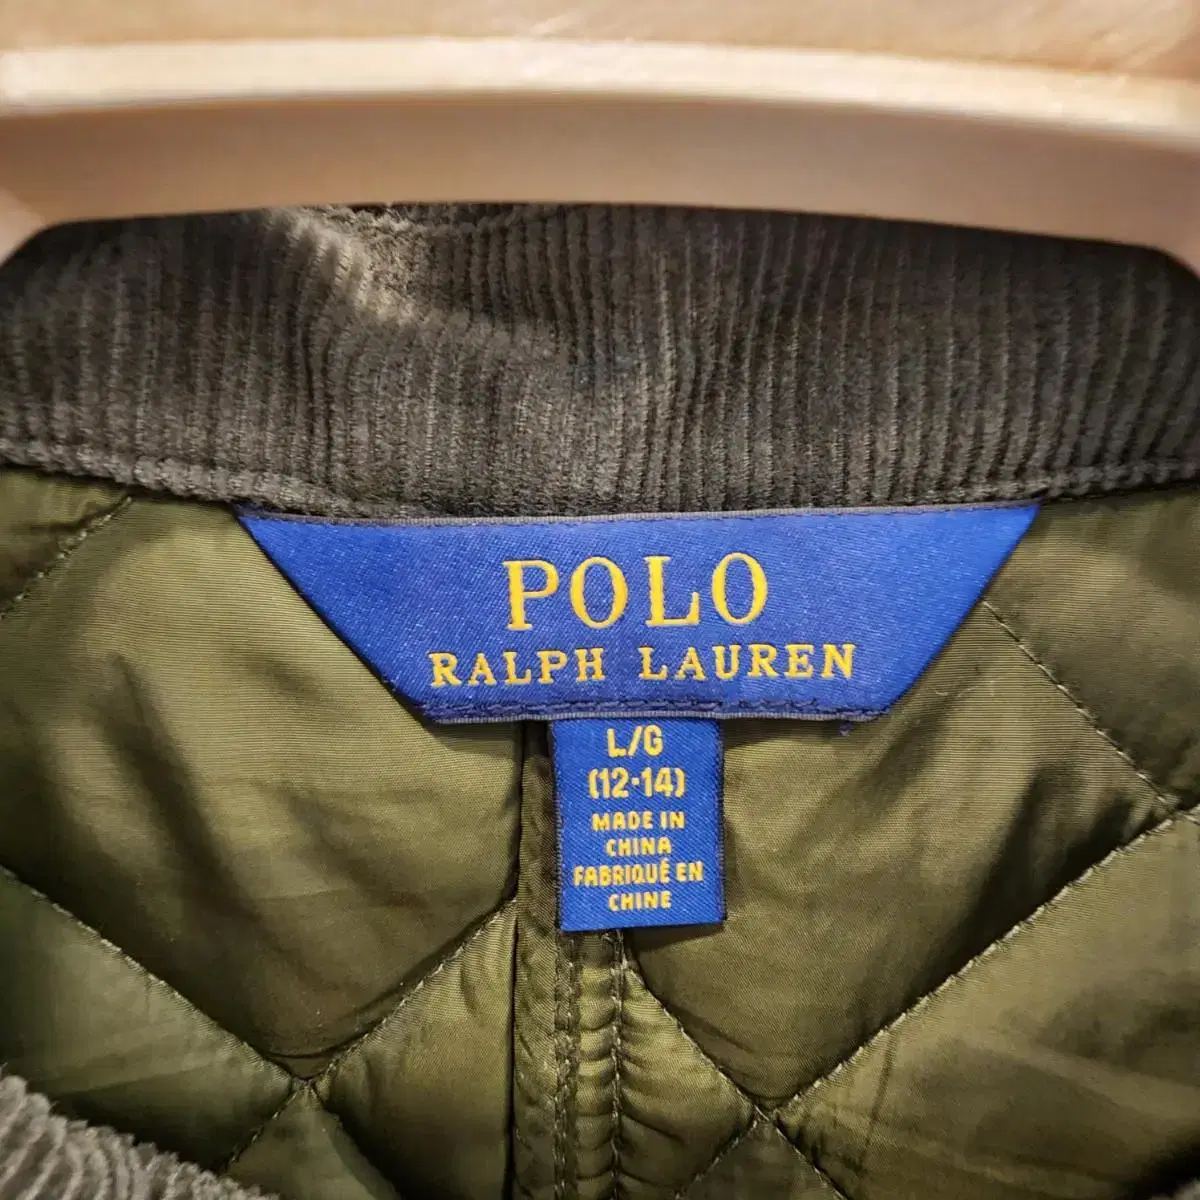 POLO
RALPH LAUREN
L/G
(12-14)
MADE IN
CHINA
FABRIQUÉ EN
CHINE